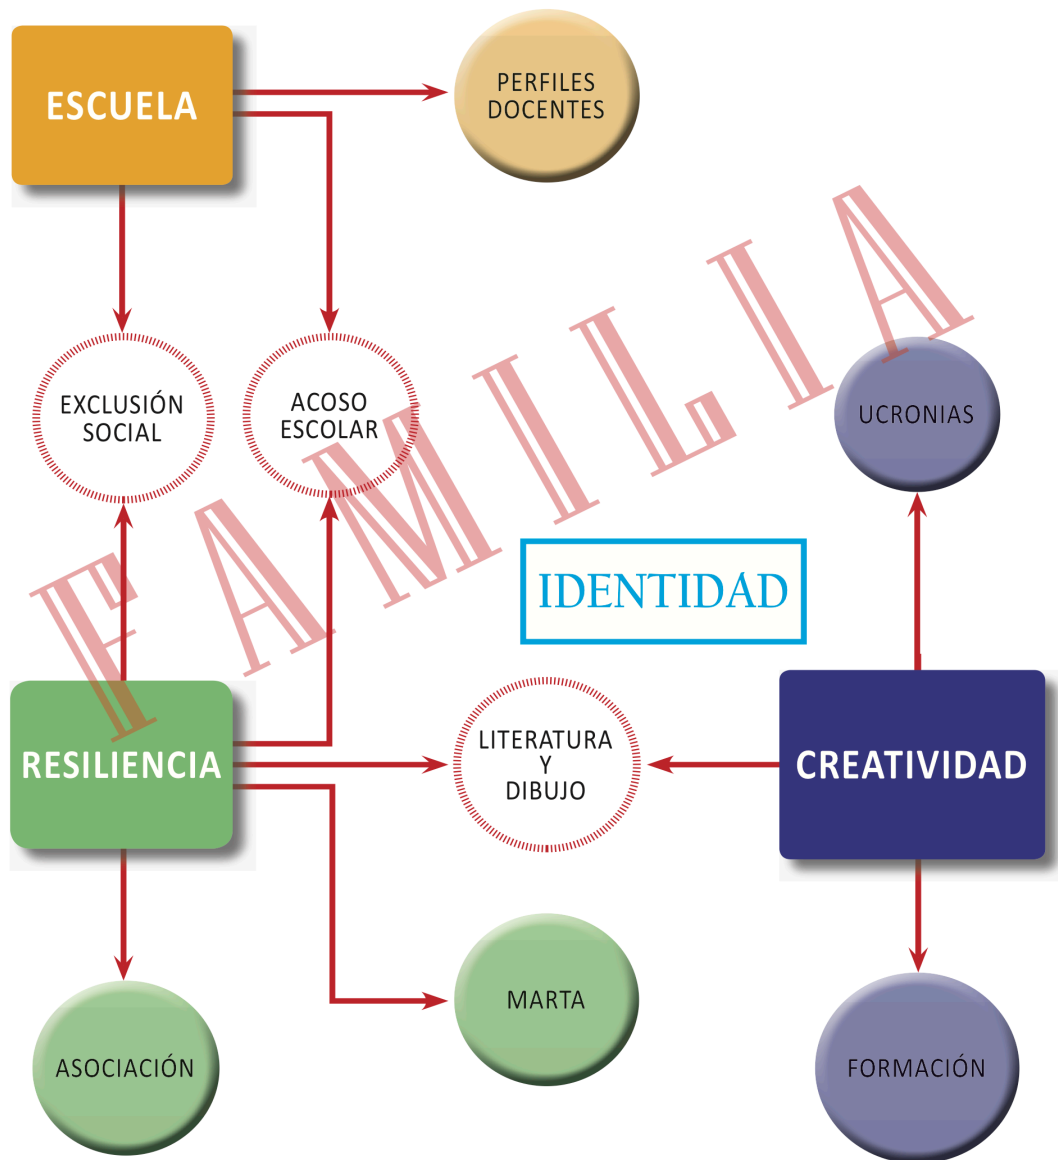 ESCUELA
PERFILES
DOCENTES
FAMILIA
EXCLUSIÓN
SOCIAL
ACOSO
ESCOLAR
UCRONIAS
IDENTIDAD
RESILIENCIA
LITERATURA
Y
DIBUJO
CREATIVIDAD
MARTA
ASOCIACIÓN
FORMACIÓN